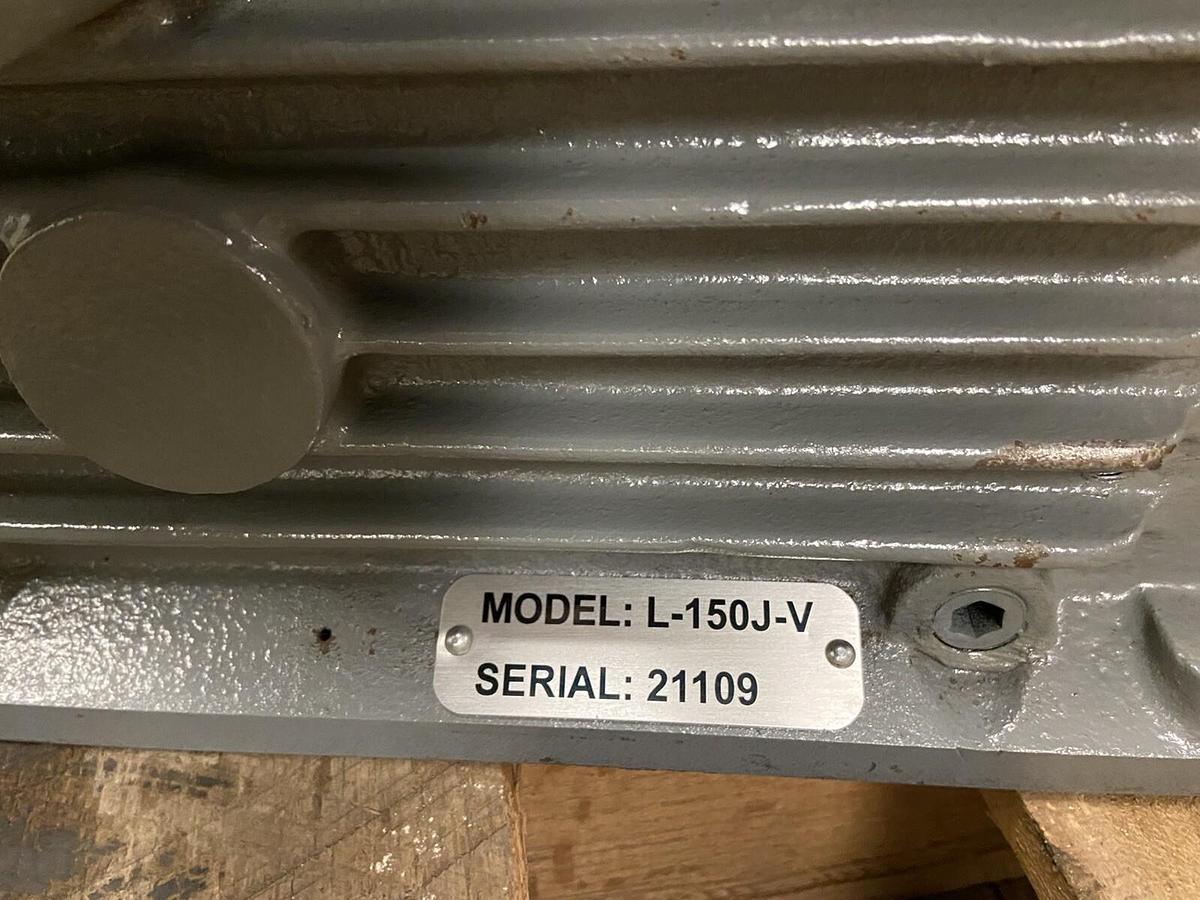 MODEL: L-150J-V
SERIAL: 21109